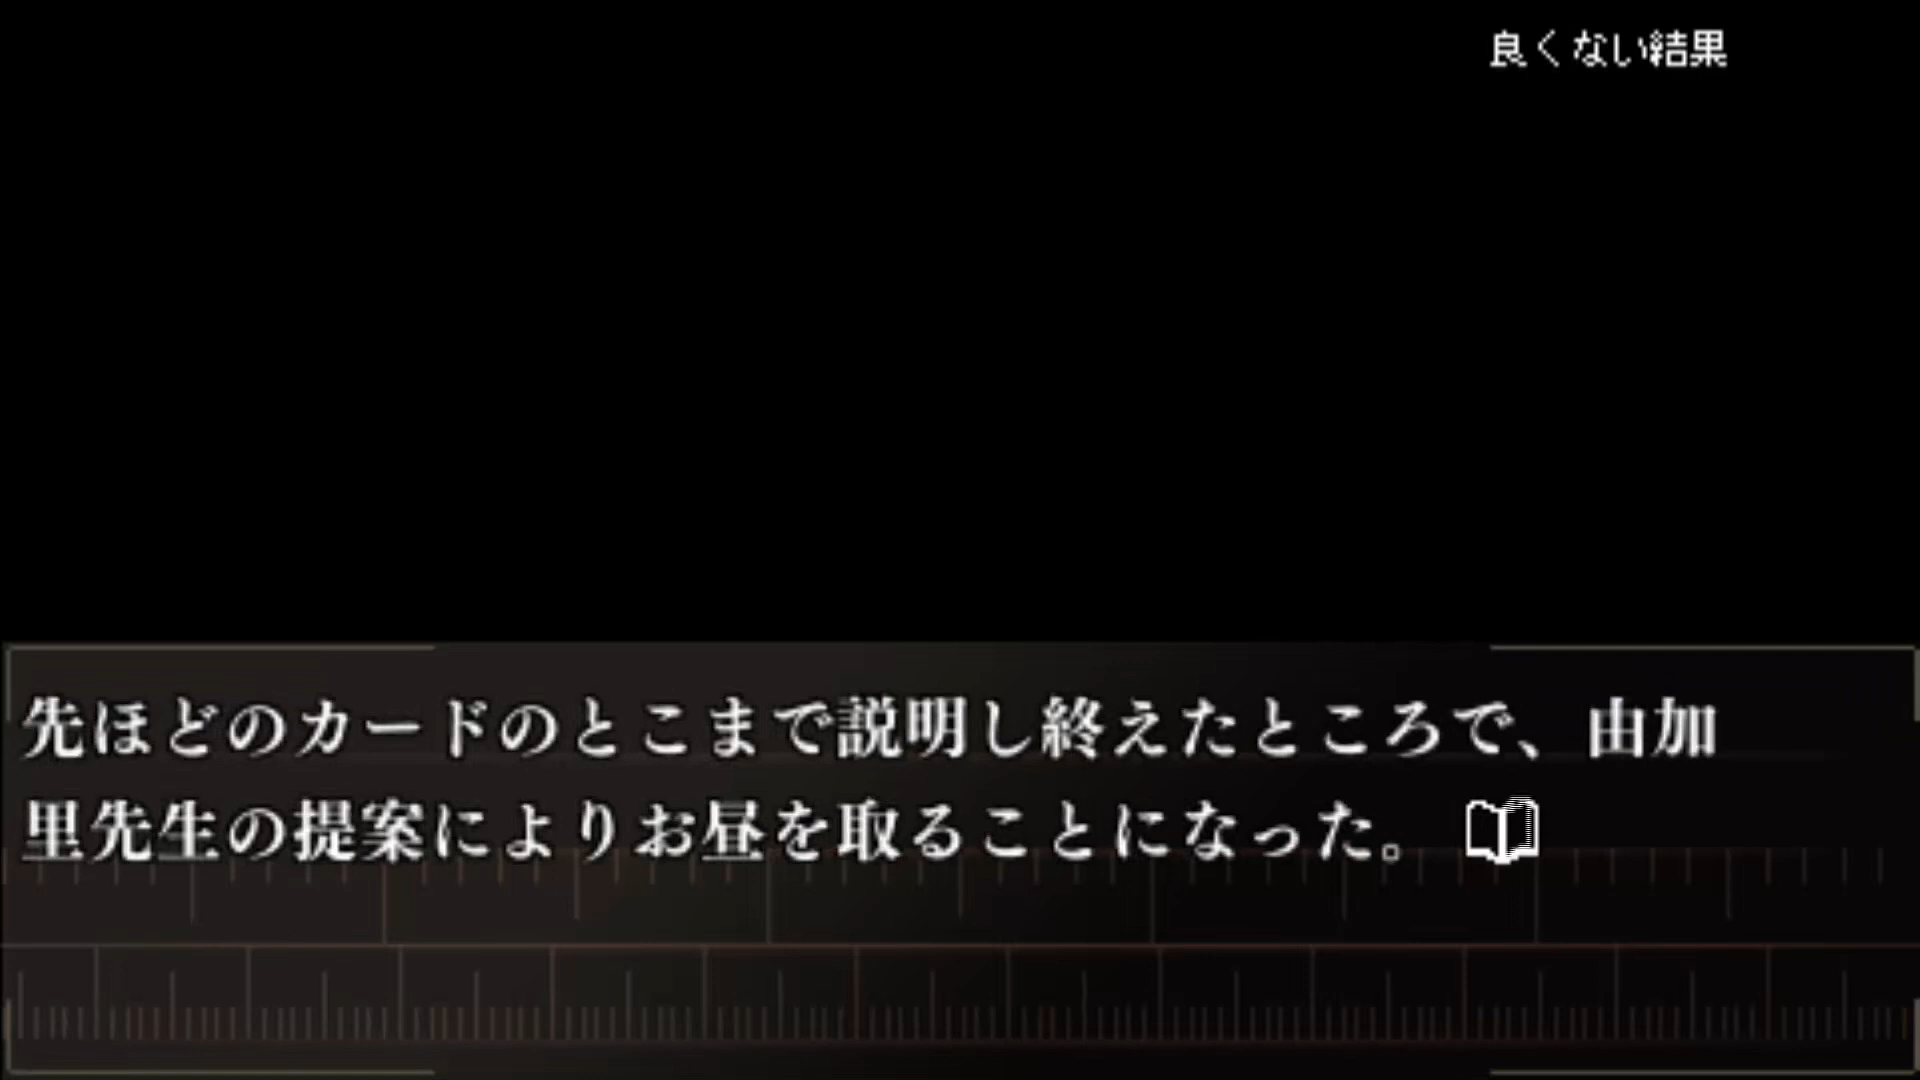 良くない結果
先ほどのカードのとこまで説明し終えたところで、由加
里先生の提案によりお昼を取ることになった。